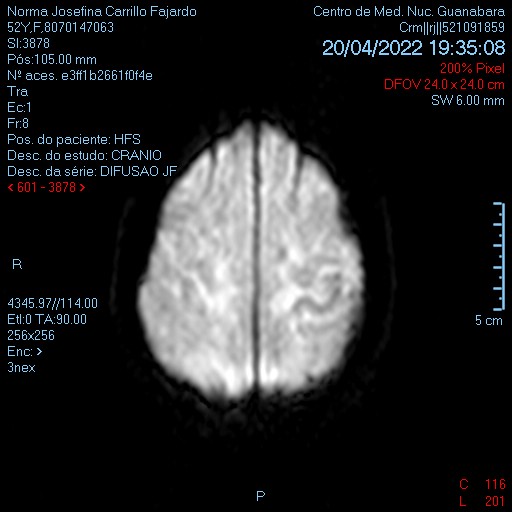 Norma Josefina Carrillo Fajardo
52Y,F,8070147063
SI:3878
Pós:105.00 mm
Nº aces. e3ff1b2661f0f4e
Tra
Ec:1
Fr:8
Pos. do paciente: HFS
Desc. do estudo: CRANIO
Desc. da série: DIFUSAO JF
< 601 - 3878 >
Centro de Med. Nuc. Guanabara
Crm||rj||521091859
20/04/2022 19:35:08
200% Pixel
DFOV 24.0 x 24.0 cm
SW 6.00 mm
R
5 cm
4345.97//114.00
Etl:0 TA:90.00
256x256
Enc: >
3nex
P
C 116
L 201